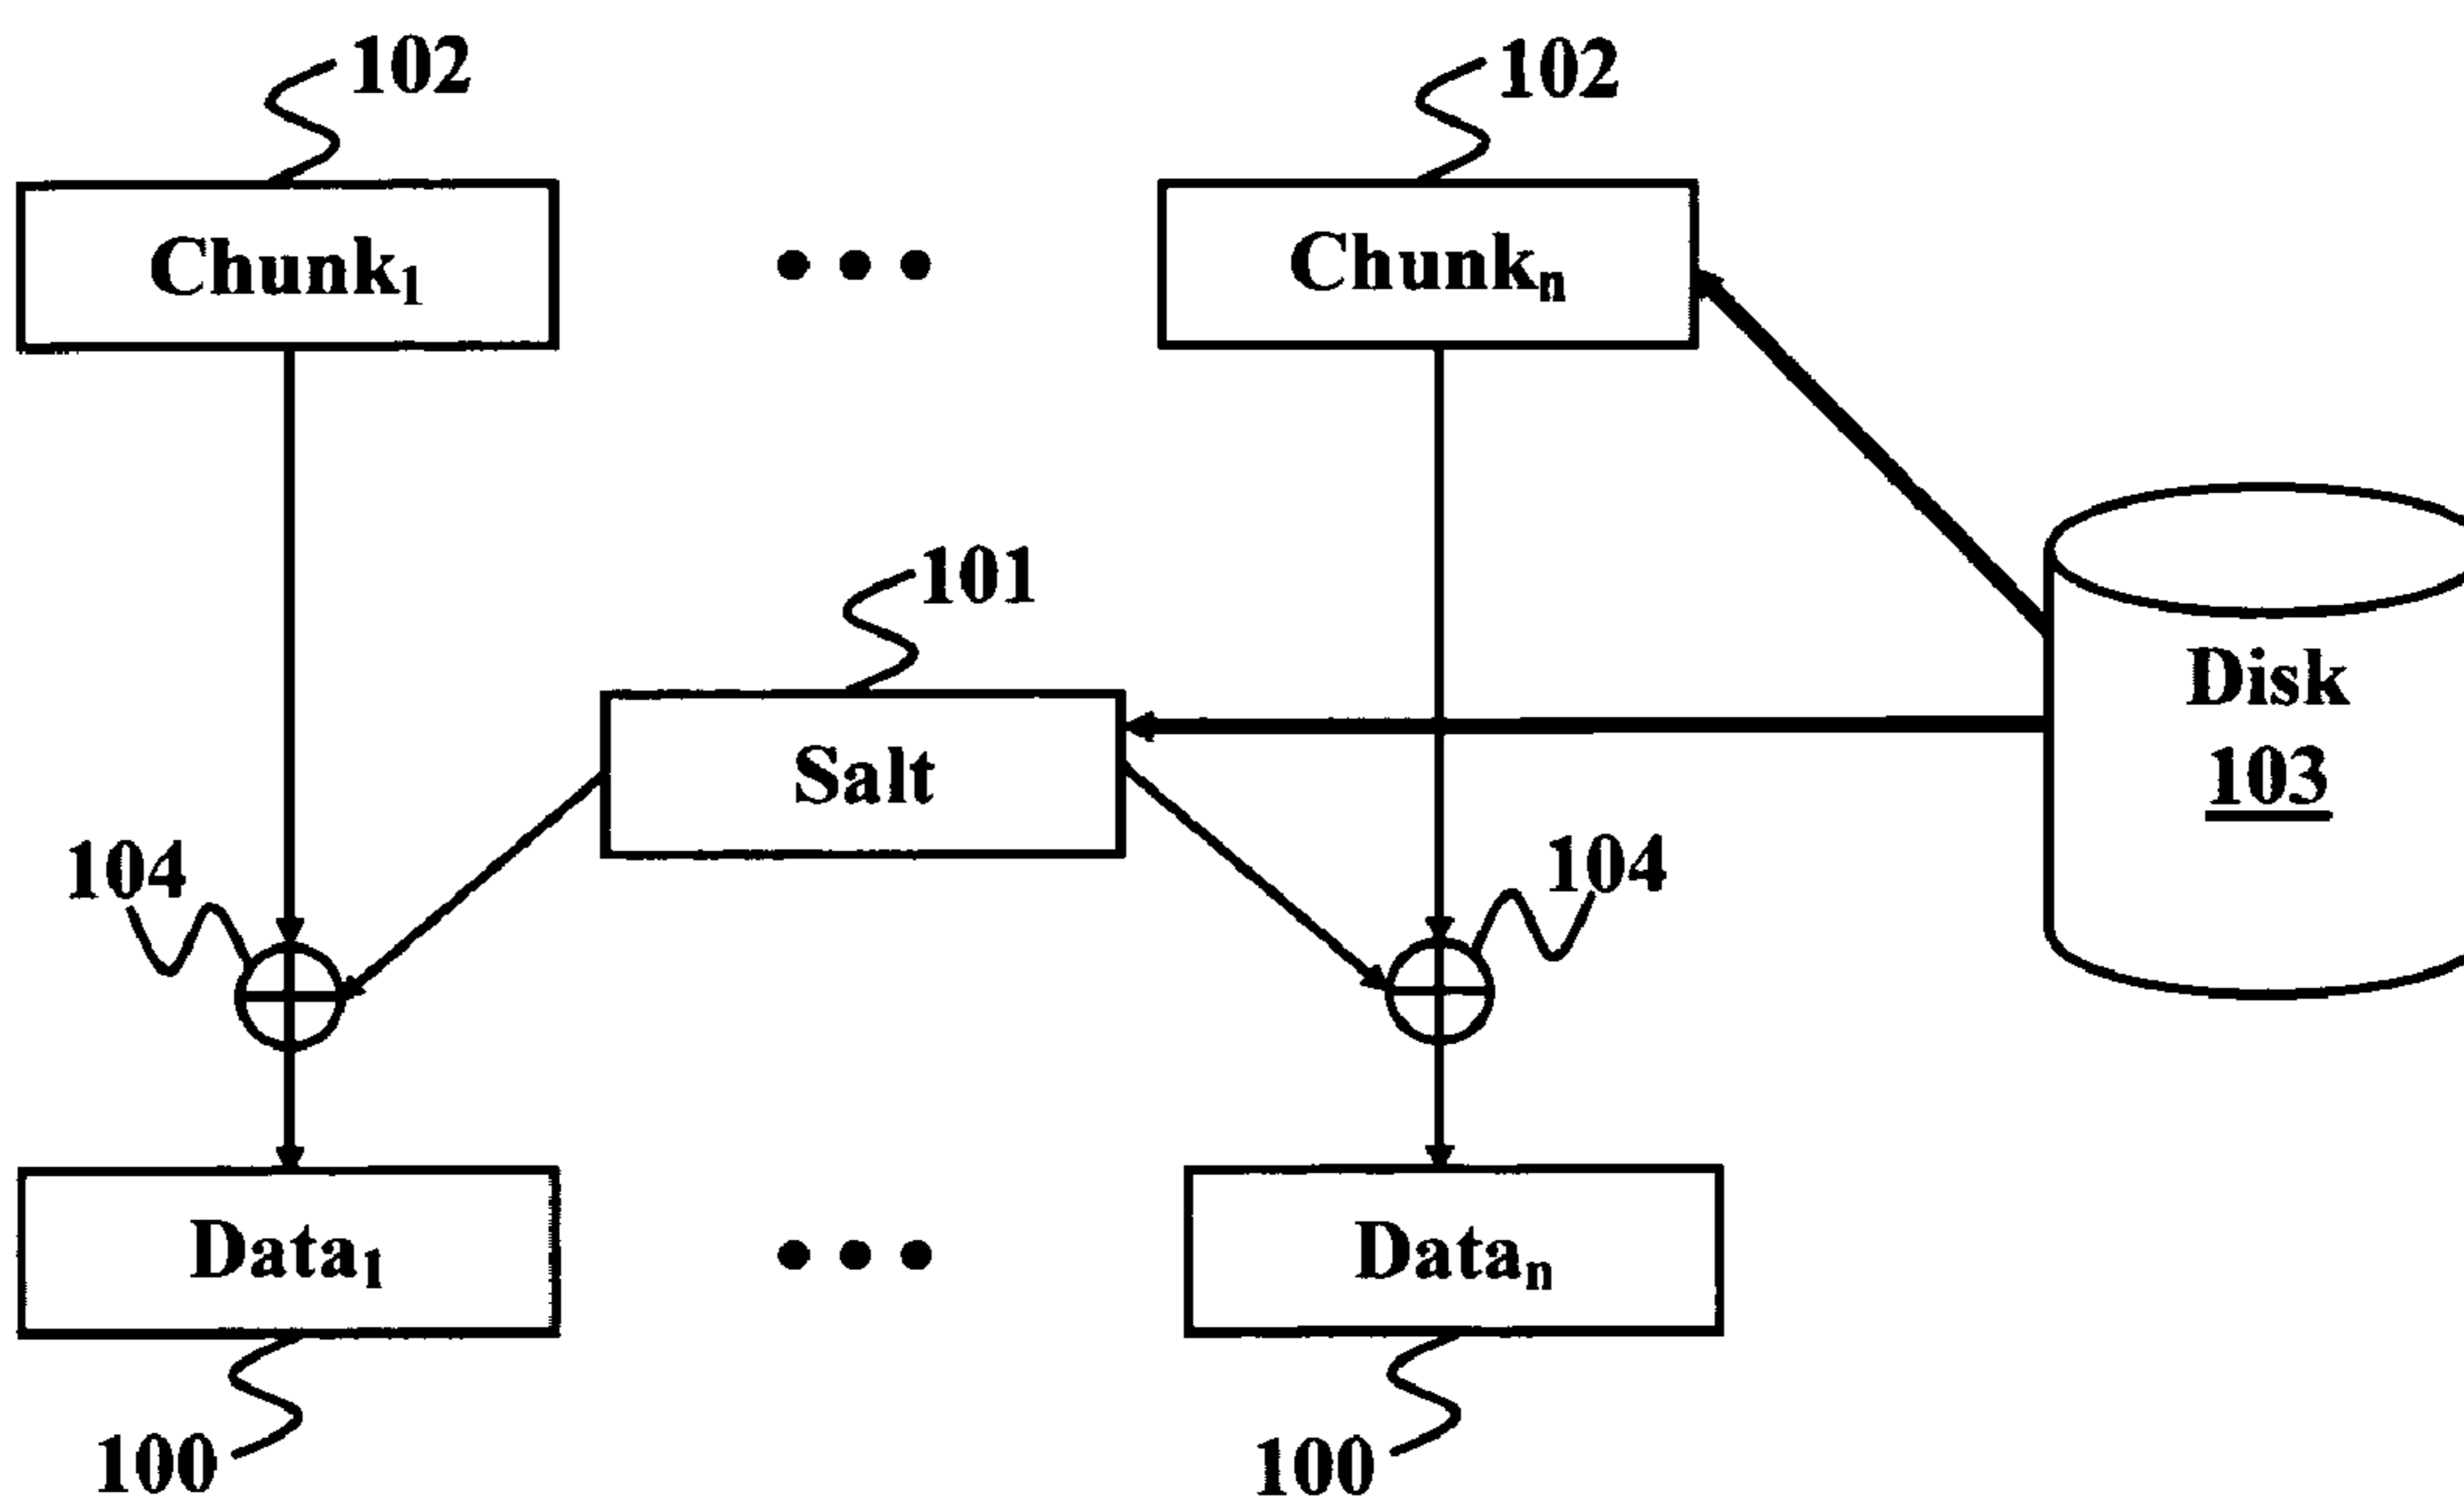 102
102
Chunk₁
Chunkₙ
101
Disk
103
Salt
104
104
Data₁
Dataₙ
100
100